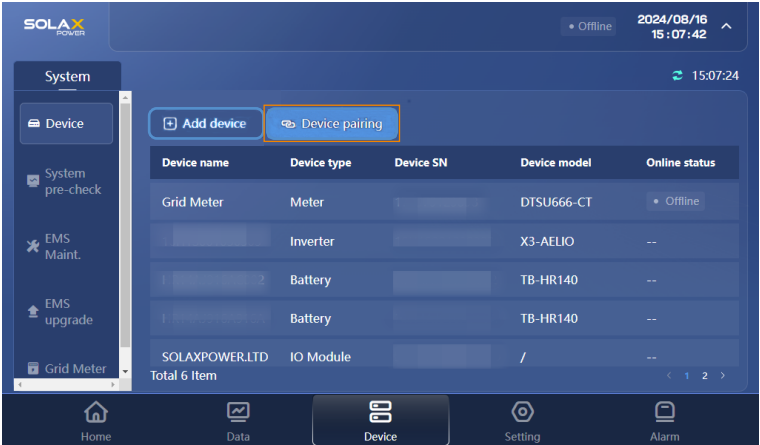 SOLAX
POWER
Offline
2024/08/16
15:07:42
System
15:07:24
Device
Add device
Device pairing
Device name Device type Device SN Device model Online status
System
pre-check
Grid Meter Meter DTSU666-CT Offline
EMS
Maint.
Inverter X3-AELIO --
2 Battery TB-HR140 --
EMS
upgrade
Battery TB-HR140 --
SOLAXPOWER.LTD IO Module / --
Grid Meter
Total 6 Item
1 2
Home Data Device Setting Alarm